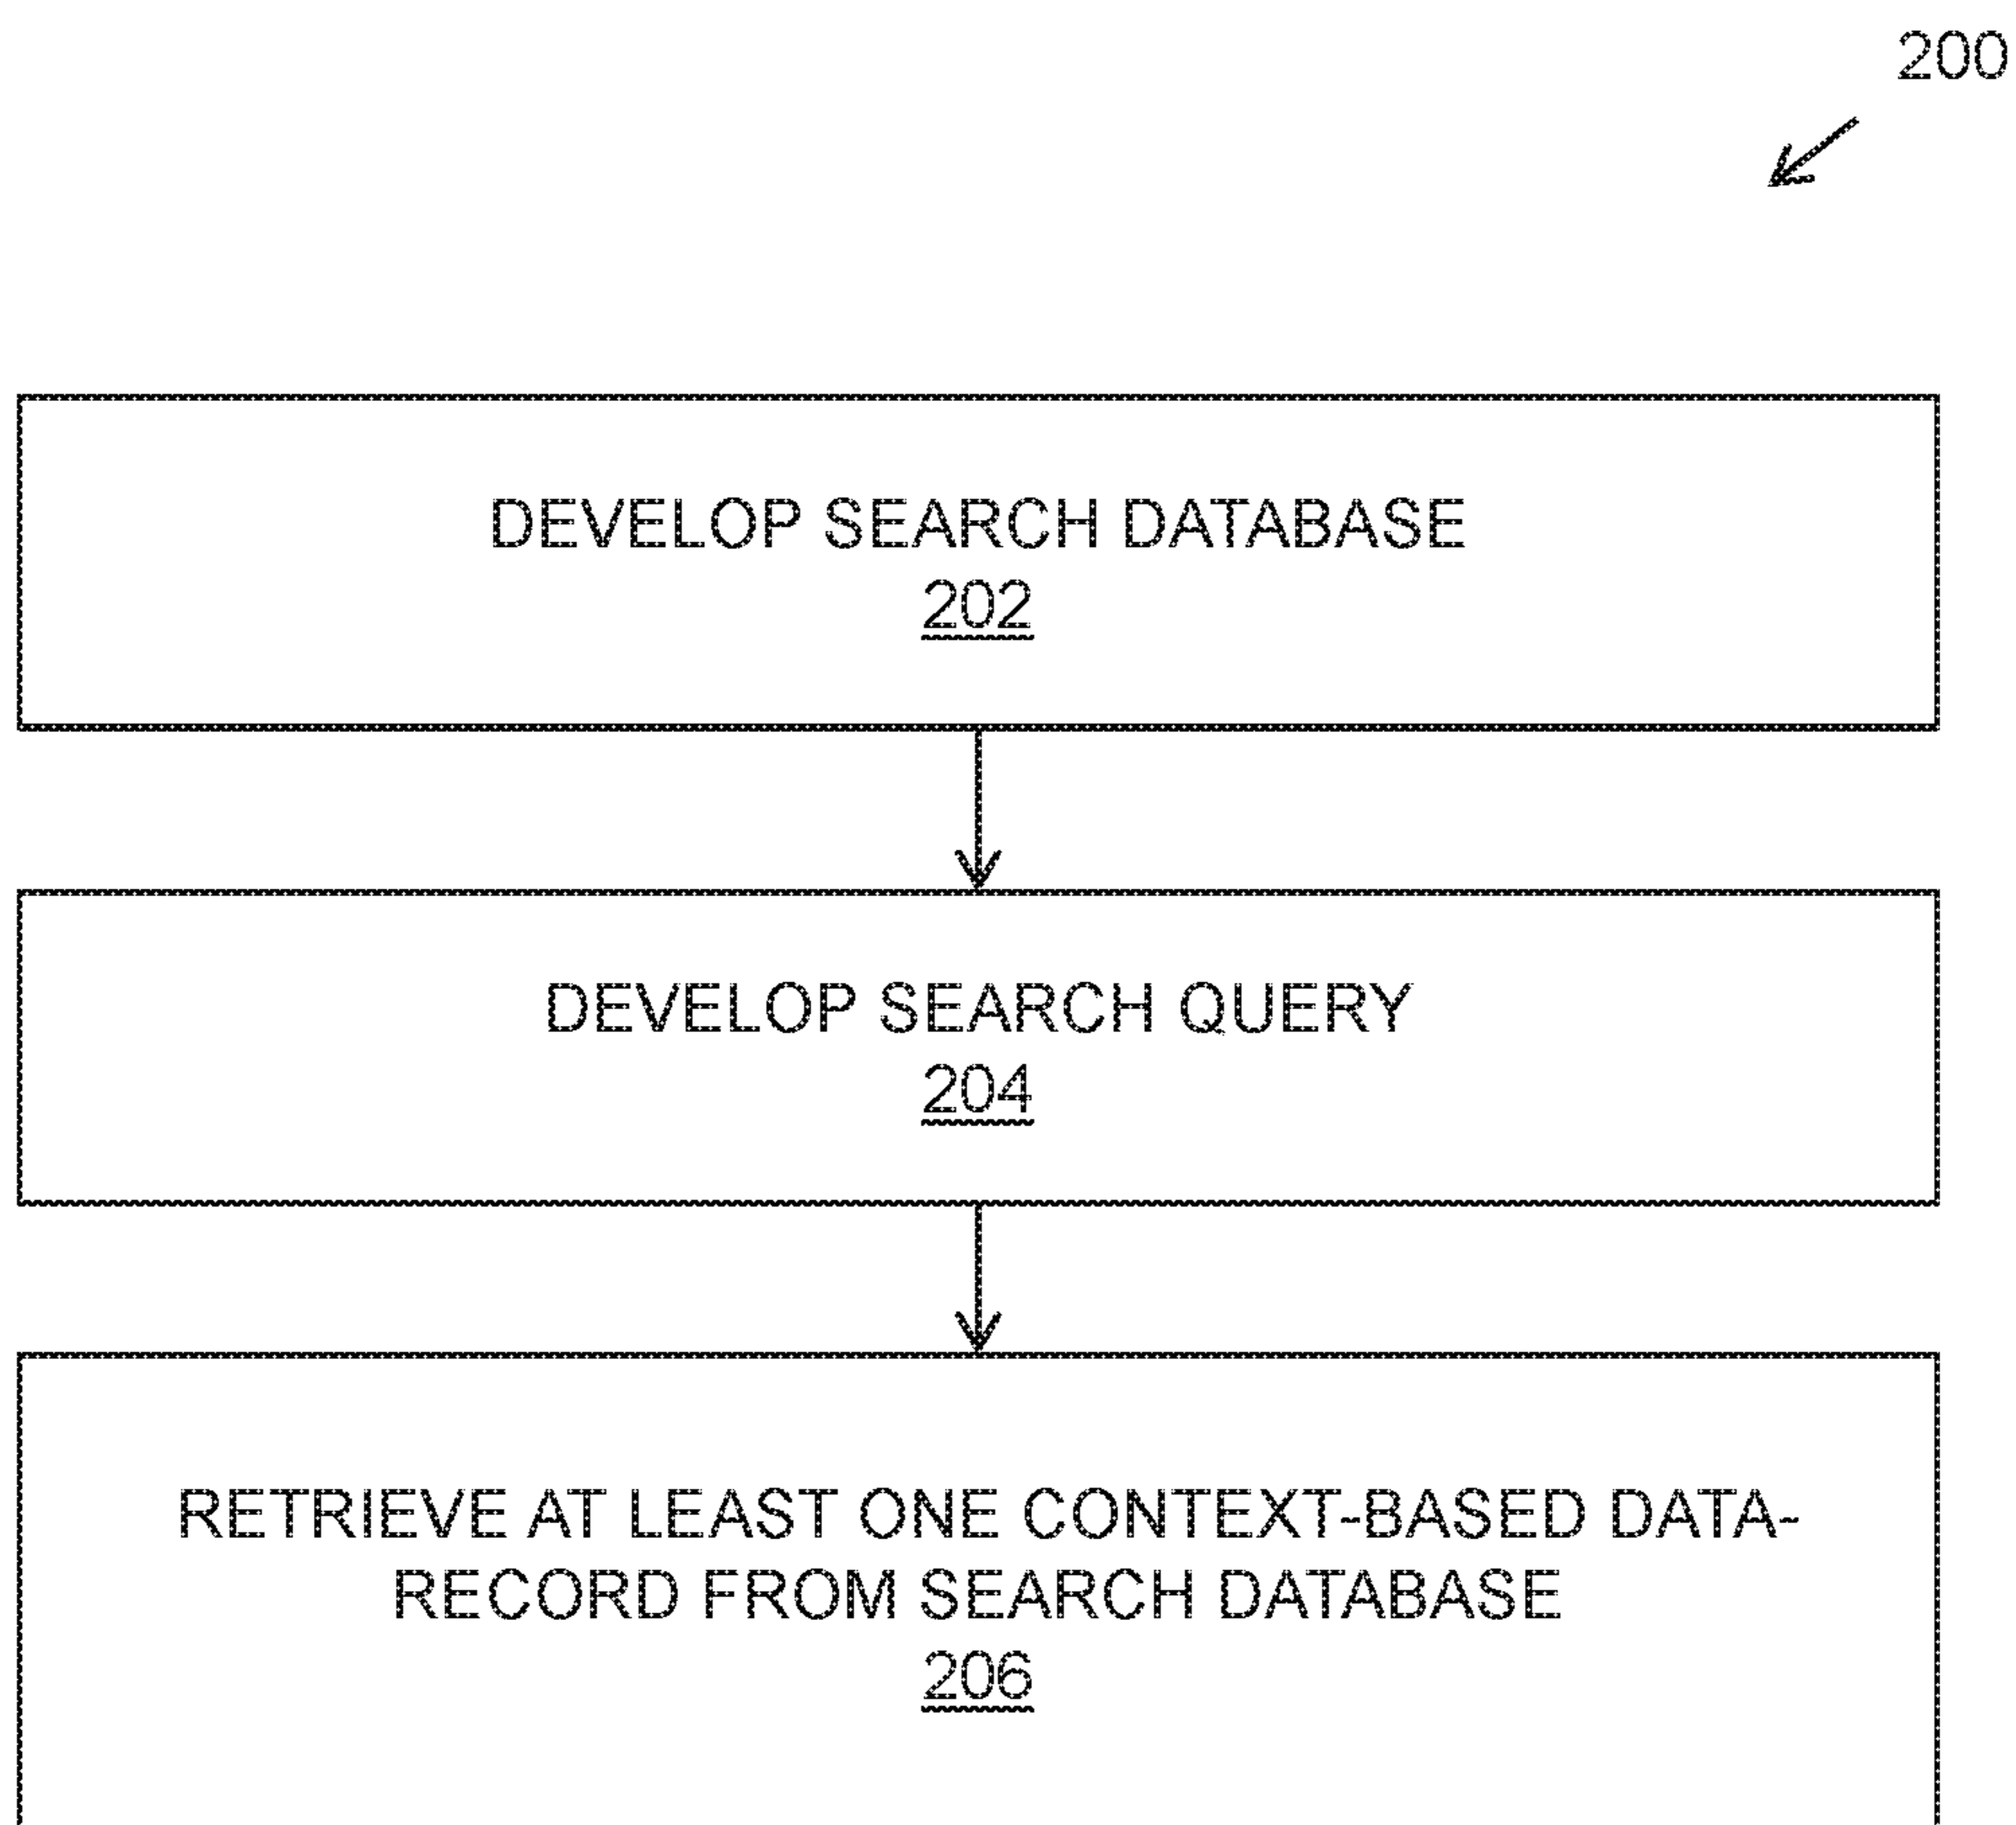 200
DEVELOP SEARCH DATABASE
202
DEVELOP SEARCH QUERY
204
RETRIEVE AT LEAST ONE CONTEXT-BASED DATA-
RECORD FROM SEARCH DATABASE
206